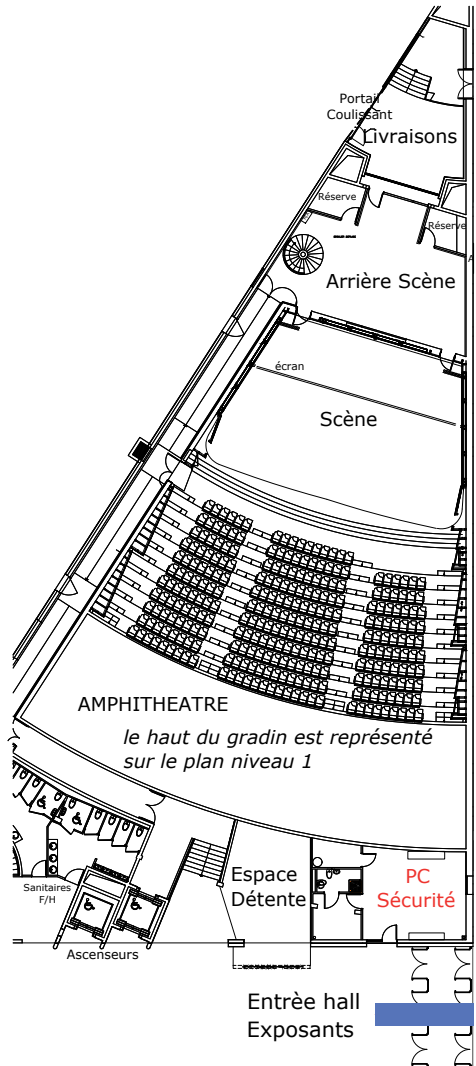 Portail
Coulissant
Livraisons
Réserve
Réserve
A
Arrière Scène
écran
Scène
AMPHITHEATRE
le haut du gradin est représenté
sur le plan niveau 1
Espace
Détente
PC
Sécurité
Sanitaires
F/H
Ascenseurs
Entrèe hall
Exposants